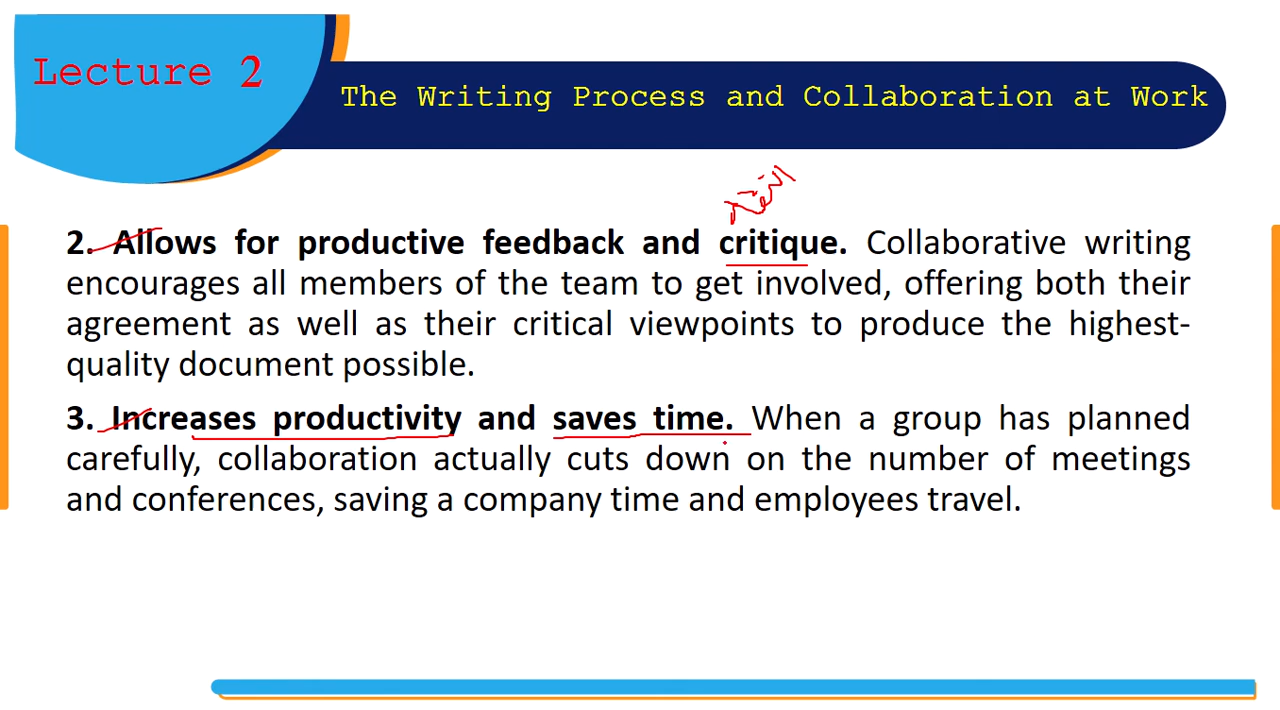 Lecture 2
The Writing Process and Collaboration at Work
2. Allows for productive feedback and critique. Collaborative writing
encourages all members of the team to get involved, offering both their
agreement as well as their critical viewpoints to produce the highest-
quality document possible.
3. Increases productivity and saves time. When a group has planned
carefully, collaboration actually cuts down on the number of meetings
and conferences, saving a company time and employees travel.